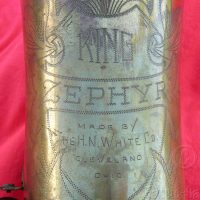 KING
ZEPHYR
MADE BY
THE H.N. WHITE CO.
CLEVELAND
OHIO